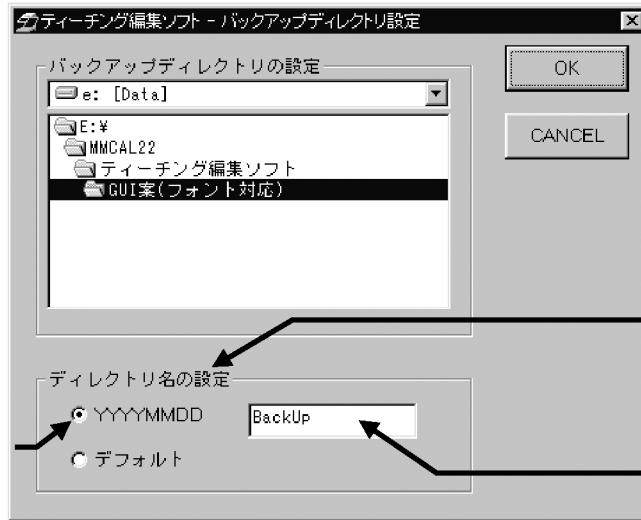 ティーチング編集ソフト - バックアップディレクトリ設定
バックアップディレクトリの設定
e: [Data]
E:¥
MMCAL22
ティーチング編集ソフト
GUI案(フォント対応)
OK
CANCEL
ディレクトリ名の設定
YYYYMMDD
BackUp
デフォルト